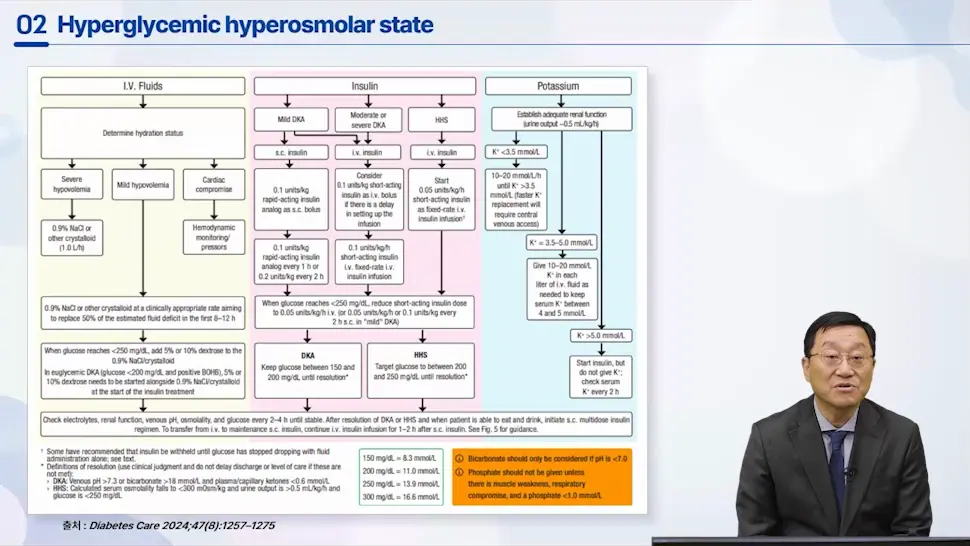 02 Hyperglycemic hyperosmolar state
I.V. Fluids
Determine hydration status
Severe
hypovolemia
Mild hypovolemia
Cardiac
compromise
0.9% NaCl or
other crystalloid
(1.0 L/h)
Hemodynamic
monitoring/
pressors
0.9% NaCl or other crystalloid at a clinically appropriate rate aiming
to replace 50% of the estimated fluid deficit in the first 8–12 h
When glucose reaches <250 mg/dL, add 5% or 10% dextrose to the
0.9% NaCl/crystalloid
In euglycemic DKA (glucose <200 mg/dL and positive BOHB), 5% or
10% dextrose needs to be started alongside 0.9% NaCl/crystalloid
at the start of the insulin treatment
Insulin
Mild DKA
Moderate or
severe DKA
HHS
s.c. insulin
i.v. insulin
i.v. insulin
0.1 units/kg
rapid-acting insulin
analog as s.c. bolus
Consider
0.1 units/kg short-acting
insulin as i.v. bolus
if there is a delay
in setting up the
infusion
Start
0.05 units/kg/h
short-acting insulin
as fixed-rate i.v.
insulin infusion†
0.1 units/kg
rapid-acting insulin
analog every 1 h or
0.2 units/kg every 2 h
0.1 units/kg/h
short-acting insulin
i.v. fixed-rate i.v.
insulin infusion
When glucose reaches <250 mg/dL, reduce short-acting insulin dose
to 0.05 units/kg/h i.v. (or 0.05 units/kg/h or 0.1 units/kg every
2 h s.c. in "mild" DKA)
DKA
Keep glucose between 150 and
200 mg/dL until resolution*
HHS
Target glucose to between 200
and 250 mg/dL until resolution*
Potassium
Establish adequate renal function
(urine output ~0.5 mL/kg/h)
K⁺ <3.5 mmol/L
10–20 mmol/L/h
until K⁺ >3.5
mmol/L (faster K⁺
replacement will
require central
venous access)
K⁺ = 3.5–5.0 mmol/L
Give 10–20 mmol/L
K⁺ in each
liter of i.v. fluid as
needed to keep
serum K⁺ between
4 and 5 mmol/L
K⁺ >5.0 mmol/L
Start insulin, but
do not give K⁺;
check serum
K⁺ every 2 h
Check electrolytes, renal function, venous pH, osmolality, and glucose every 2–4 h until stable. After resolution of DKA or HHS and when patient is able to eat and drink, initiate s.c. multidose insulin
regimen. To transfer from i.v. to maintenance s.c. insulin, continue i.v. insulin infusion for 1–2 h after s.c. insulin. See Fig. 5 for guidance.
† Some have recommended that insulin be withheld until glucose has stopped dropping with fluid
administration alone; see text.
* Definitions of resolution (use clinical judgment and do not delay discharge or level of care if these are
not met):
› DKA: Venous pH >7.3 or bicarbonate >18 mmol/L and plasma/capillary ketones <0.6 mmol/L
› HHS: Calculated serum osmolality falls to <300 mOsm/kg and urine output is >0.5 mL/kg/h and
glucose is <250 mg/dL
150 mg/dL = 8.3 mmol/L
200 mg/dL = 11.0 mmol/L
250 mg/dL = 13.9 mmol/L
300 mg/dL = 16.6 mmol/L
Bicarbonate should only be considered if pH is <7.0
Phosphate should not be given unless
there is muscle weakness, respiratory
compromise, and a phosphate <1.0 mmol/L
출처 : Diabetes Care 2024;47(8):1257–1275